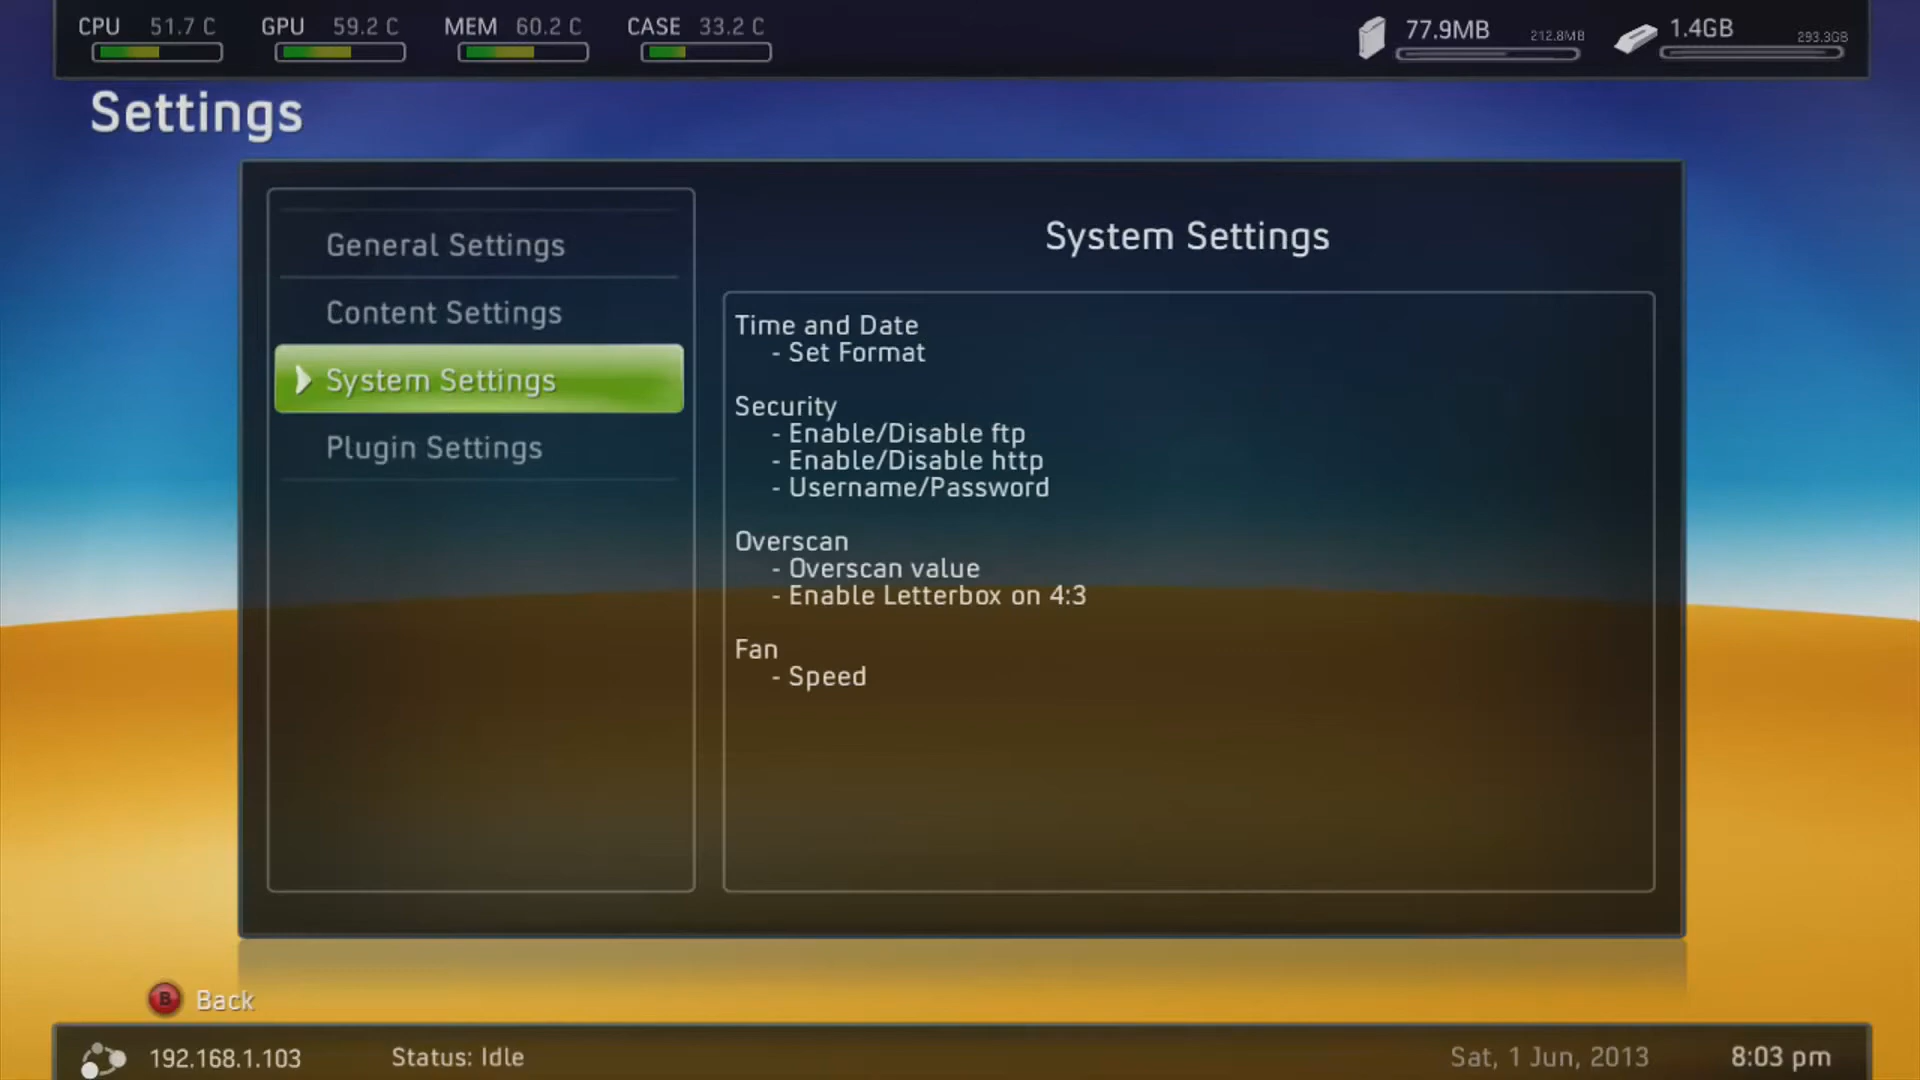 CPU 51.7 C GPU 59.2 C MEM 60.2 C CASE 33.2 C 77.9MB 212.8MB 1.4GB 293.3GB
Settings
General Settings
Content Settings
System Settings
Plugin Settings
System Settings
Time and Date
- Set Format
Security
- Enable/Disable ftp
- Enable/Disable http
- Username/Password
Overscan
- Overscan value
- Enable Letterbox on 4:3
Fan
- Speed
B Back
192.168.1.103 Status: Idle Sat, 1 Jun, 2013 8:03 pm